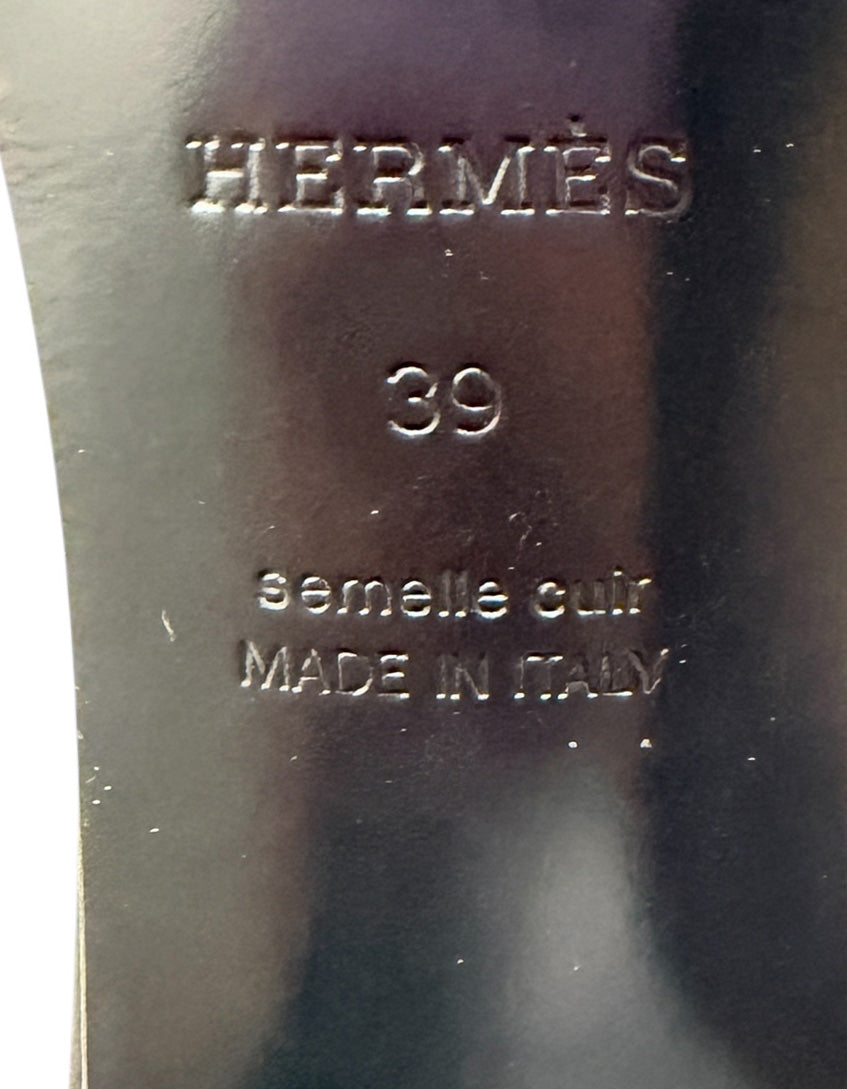 HERMÈS
39
semelle cuir
MADE IN ITALY